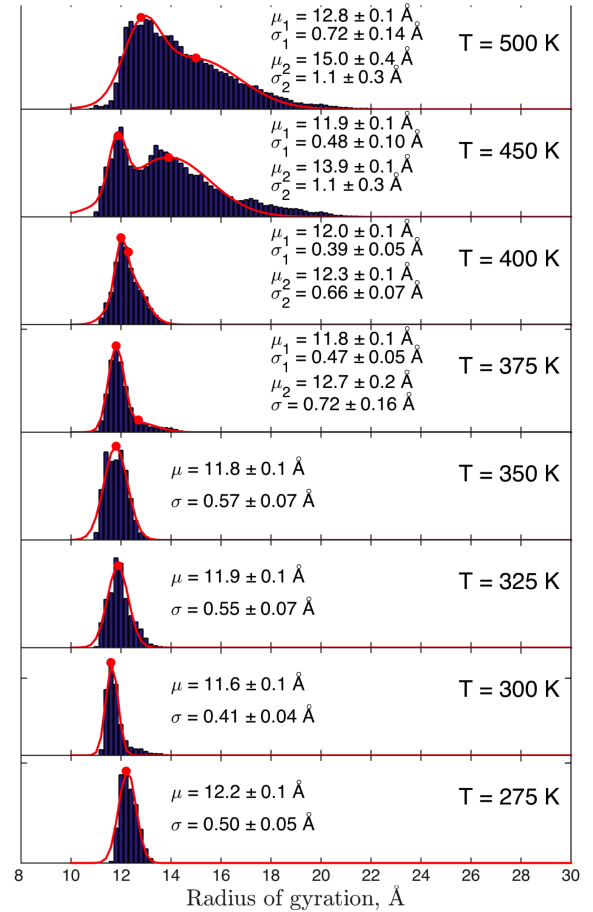 μ₁ = 12.8 ± 0.1 Å
σ₁ = 0.72 ± 0.14 Å
μ₂ = 15.0 ± 0.4 Å
σ₂ = 1.1 ± 0.3 Å
T = 500 K
μ₁ = 11.9 ± 0.1 Å
σ₁ = 0.48 ± 0.10 Å
μ₂ = 13.9 ± 0.1 Å
σ₂ = 1.1 ± 0.3 Å
T = 450 K
μ₁ = 12.0 ± 0.1 Å
σ₁ = 0.39 ± 0.05 Å
μ₂ = 12.3 ± 0.1 Å
σ₂ = 0.66 ± 0.07 Å
T = 400 K
μ₁ = 11.8 ± 0.1 Å
σ₁ = 0.47 ± 0.05 Å
μ₂ = 12.7 ± 0.2 Å
σ = 0.72 ± 0.16 Å
T = 375 K
μ = 11.8 ± 0.1 Å
σ = 0.57 ± 0.07 Å
T = 350 K
μ = 11.9 ± 0.1 Å
σ = 0.55 ± 0.07 Å
T = 325 K
μ = 11.6 ± 0.1 Å
σ = 0.41 ± 0.04 Å
T = 300 K
μ = 12.2 ± 0.1 Å
σ = 0.50 ± 0.05 Å
T = 275 K
8 10 12 14 16 18 20 22 24 26 28 30
Radius of gyration, Å